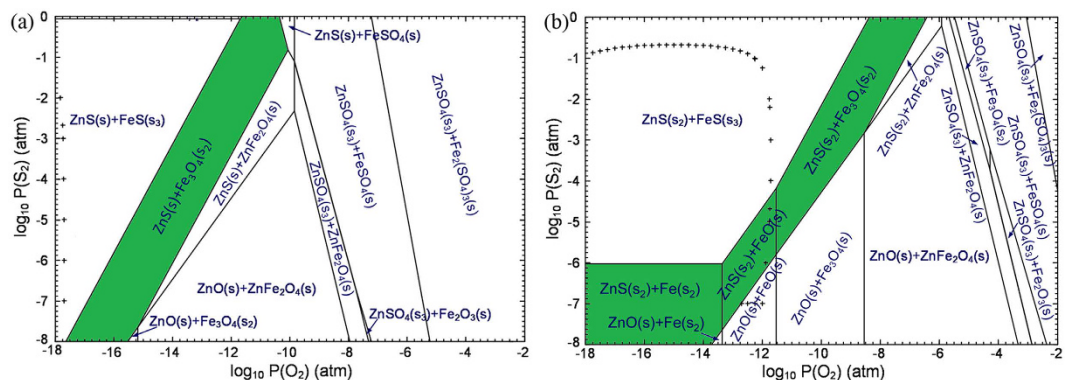 (a)
0
-1
-2
-3
-4
-5
-6
-7
-8
log₁₀ P(S₂) (atm)
-18
-16
-14
-12
-10
-8
-6
-4
-2
log₁₀ P(O₂) (atm)
ZnS(s)+FeSO₄(s)
ZnS(s)+FeS(s₃)
ZnS(s)+Fe₃O₄(s₂)
ZnS(s)+ZnFe₂O₄(s)
ZnSO₄(s₃)+FeSO₄(s)
ZnSO₄(s₃)+Fe₂(SO₄)₃(s)
ZnSO₄(s₃)+ZnFe₂O₄(s)
ZnO(s)+ZnFe₂O₄(s)
ZnO(s)+Fe₃O₄(s₂)
ZnSO₄(s₃)+Fe₂O₃(s)
(b)
0
-1
-2
-3
-4
-5
-6
-7
-8
log₁₀ P(S₂) (atm)
-18
-16
-14
-12
-10
-8
-6
-4
-2
log₁₀ P(O₂) (atm)
ZnS(s₂)+FeS(s₃)
ZnS(s₂)+Fe₃O₄(s₂)
ZnS(s₂)+ZnFe₂O₄(s)
ZnSO₄(s₃)+ZnFe₂O₄(s)
ZnSO₄(s₃)+Fe₃O₄(s₂)
ZnSO₄(s₃)+Fe₂(SO₄)₃(s)
ZnSO₄(s₃)+FeSO₄(s)
ZnSO₄(s₃)+Fe₂O₃(s)
ZnS(s₂)+Fe(s₂)
ZnS(s₂)+FeO(s)
ZnO(s)+Fe(s₂)
ZnO(s)+FeO(s)
ZnO(s)+Fe₃O₄(s)
ZnO(s)+ZnFe₂O₄(s)